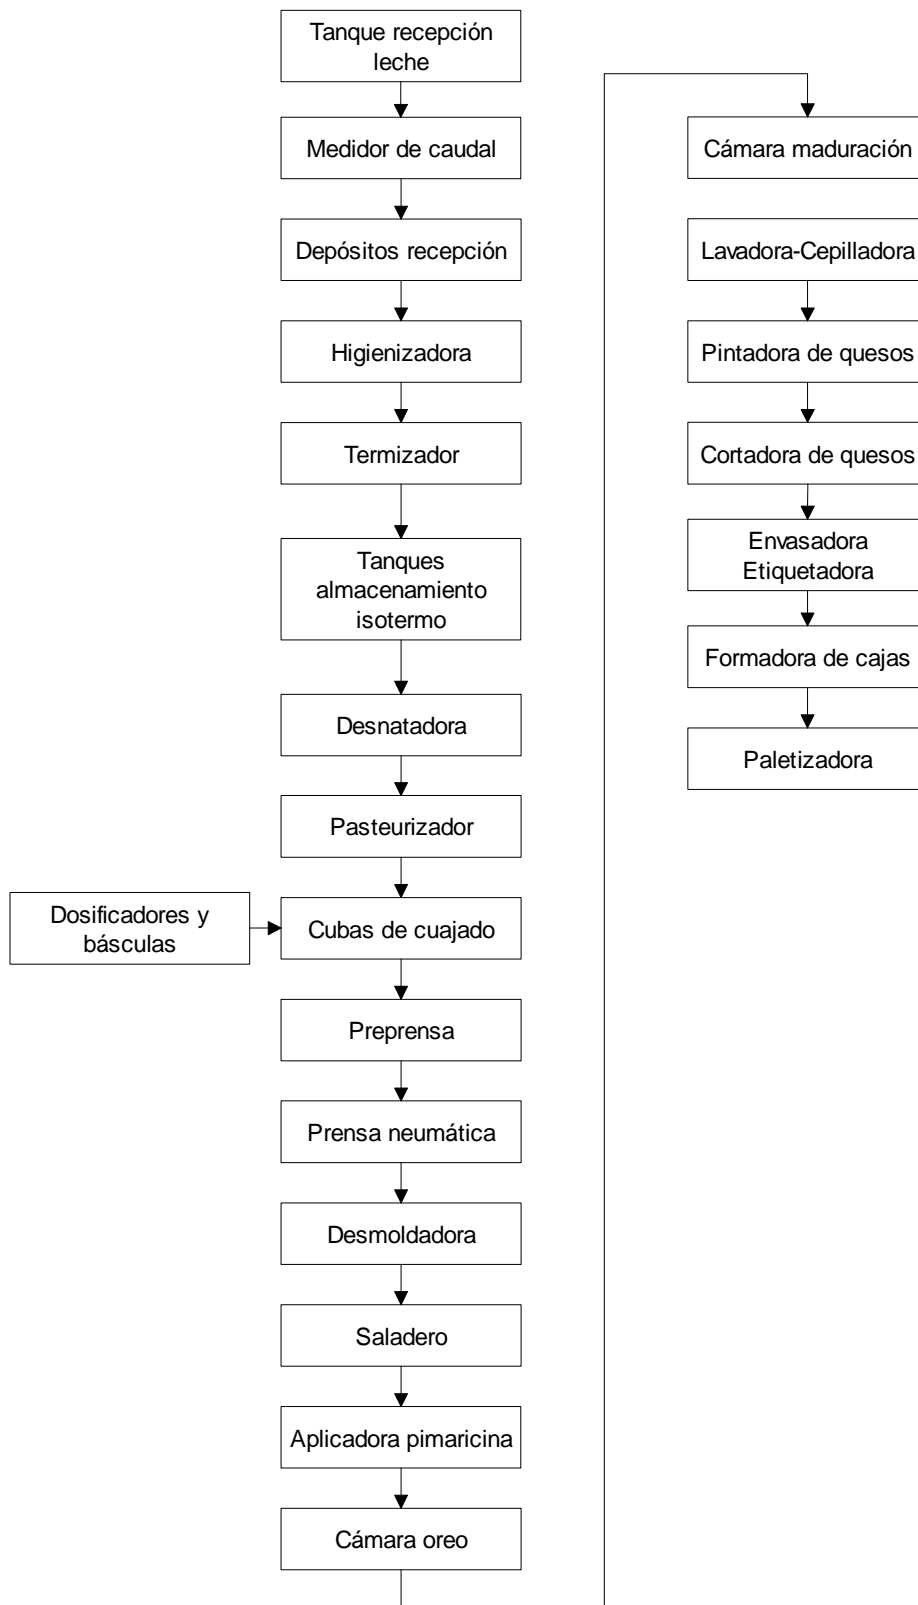 Tanque recepción
leche
Medidor de caudal
Depósitos recepción
Higienizadora
Termizador
Tanques
almacenamiento
isotermo
Desnatadora
Pasteurizador
Dosificadores y
básculas
Cubas de cuajado
Preprensa
Prensa neumática
Desmoldadora
Saladero
Aplicadora pimaricina
Cámara oreo
Cámara maduración
Lavadora-Cepilladora
Pintadora de quesos
Cortadora de quesos
Envasadora
Etiquetadora
Formadora de cajas
Paletizadora